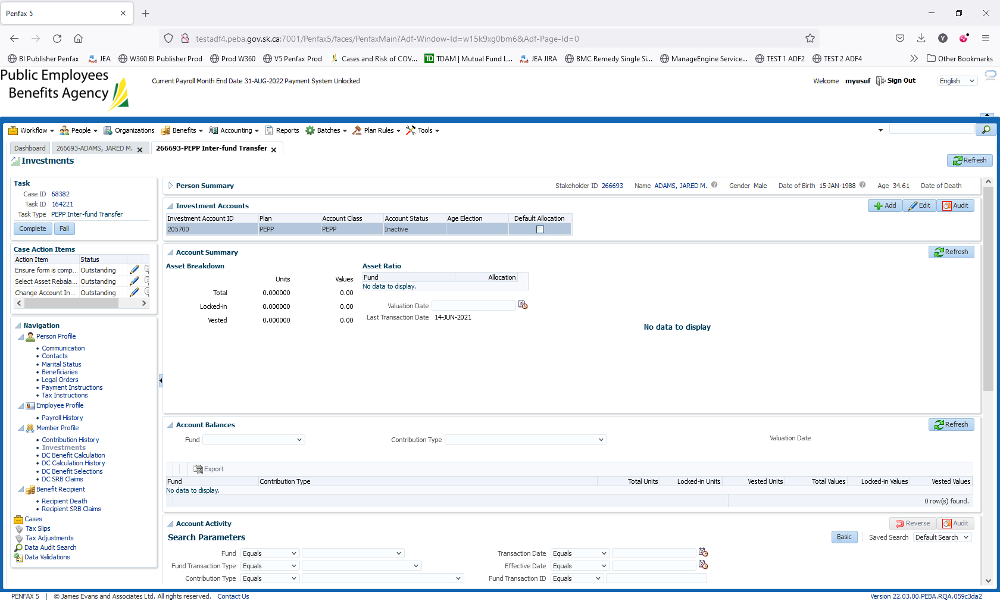 Penfax 5
testadf4.peba.gov.sk.ca:7001/Penfax5/faces/PenfaxMain?Adf-Window-Id=w15k9xg0bm6&Adf-Page-Id=0
Y
BI Publisher Penfax JEA W360 BI Publisher Prod Prod W360 V5 Penfax Prod Cases and Risk of COV... TDAM | Mutual Fund L... JEA JIRA BMC Remedy Single Si... ManageEngine Service... TEST 1 ADF2 TEST 2 ADF4 Other Bookmarks
Public Employees
Benefits Agency
Current Payroll Month End Date 31-AUG-2022 Payment System Unlocked
Welcome myusuf Sign Out English
Workflow People Organizations Benefits Accounting Reports Batches Plan Rules Tools
Dashboard 266693-ADAMS, JARED M. 266693-PEPP Inter-fund Transfer
Investments
Refresh
Task
Case ID 68382
Task ID 164221
Task Type PEPP Inter-fund Transfer
Complete Fail
Case Action Items
Action Item Status
Ensure form is comp... Outstanding
Select Asset Rebala... Outstanding
Change Account In... Outstanding
Navigation
Person Profile
Communication
Contacts
Marital Status
Beneficiaries
Legal Orders
Payment Instructions
Tax Instructions
Employee Profile
Payroll History
Member Profile
Contribution History
Investments
DC Benefit Calculation
DC Calculation History
DC Benefit Selections
DC SRB Claims
Benefit Recipient
Recipient Death
Recipient SRB Claims
Cases
Tax Slips
Tax Adjustments
Data Audit Search
Data Validations
Person Summary
Stakeholder ID 266693 Name ADAMS, JARED M. Gender Male Date of Birth 15-JAN-1988 Age 34.61 Date of Death
Investment Accounts
Add Edit Audit
Investment Account ID Plan Account Class Account Status Age Election Default Allocation
205700 PEPP PEPP Inactive
Account Summary
Refresh
Asset Breakdown
Units Values
Total 0.000000 0.00
Locked-in 0.000000 0.00
Vested 0.000000 0.00
Asset Ratio
Fund Allocation
No data to display.
Valuation Date
Last Transaction Date 14-JUN-2021
No data to display
Account Balances
Refresh
Fund Contribution Type Valuation Date
Export
Fund Contribution Type Total Units Locked-in Units Vested Units Total Values Locked-in Values Vested Values
No data to display.
0 row(s) found.
Account Activity
Reverse Audit
Search Parameters
Basic Saved Search Default Search
Fund Equals Transaction Date Equals
Fund Transaction Type Equals Effective Date Equals
Contribution Type Equals Fund Transaction ID Equals
PENFAX 5 | © James Evans and Associates Ltd. All rights reserved. Contact Us
Version 22.03.00.PEBA.RQA.059c3da2